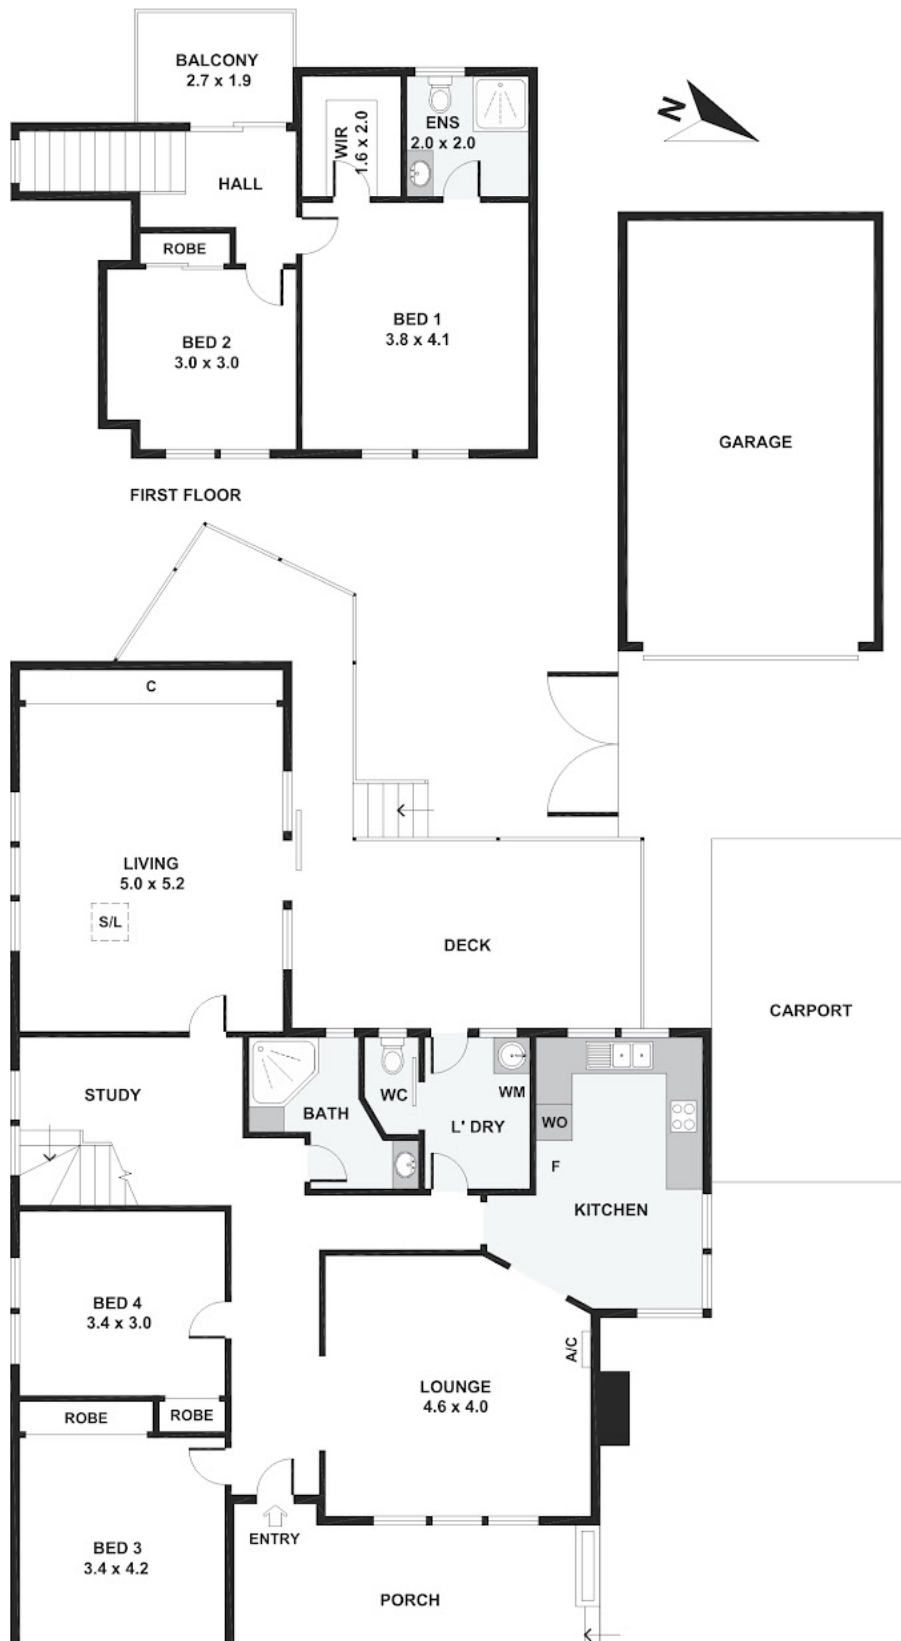 BALCONY
2.7 x 1.9
WIR
1.6 x 2.0
ENS
2.0 x 2.0
N
HALL
ROBE
BED 2
3.0 x 3.0
BED 1
3.8 x 4.1
GARAGE
FIRST FLOOR
C
LIVING
5.0 x 5.2
S/L
DECK
CARPORT
STUDY
BATH
WC
WM
L' DRY
WO
F
KITCHEN
BED 4
3.4 x 3.0
A/C
LOUNGE
4.6 x 4.0
ROBE
ROBE
ENTRY
BED 3
3.4 x 4.2
PORCH